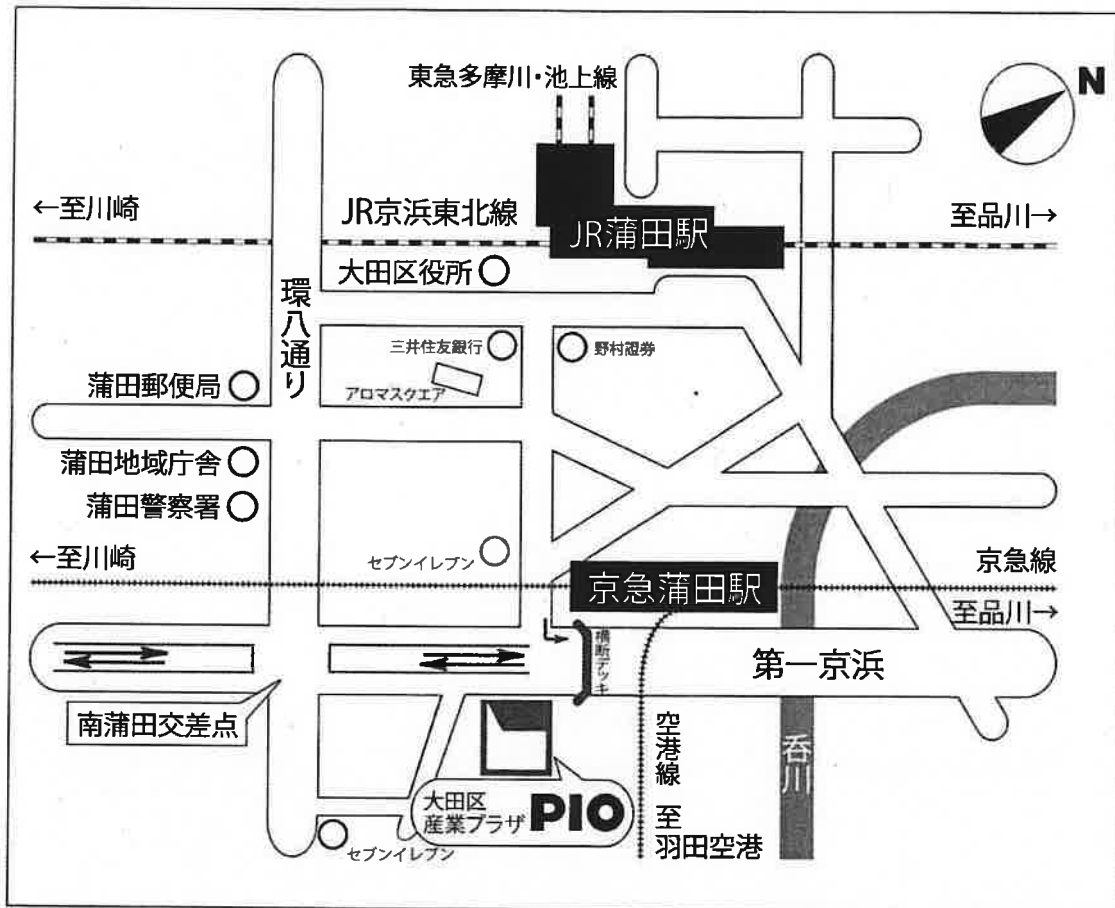 東急多摩川・池上線
N
←至川崎
JR京浜東北線
JR蒲田駅
至品川→
大田区役所
環八通り
三井住友銀行
野村證券
アロマスクエア
蒲田郵便局
蒲田地域庁舎
蒲田警察署
セブンイレブン
←至川崎
京急蒲田駅
京急線
至品川→
横断デッキ
第一京浜
南蒲田交差点
空港線 至
羽田空港
呑川
大田区
産業プラザ PIO
セブンイレブン